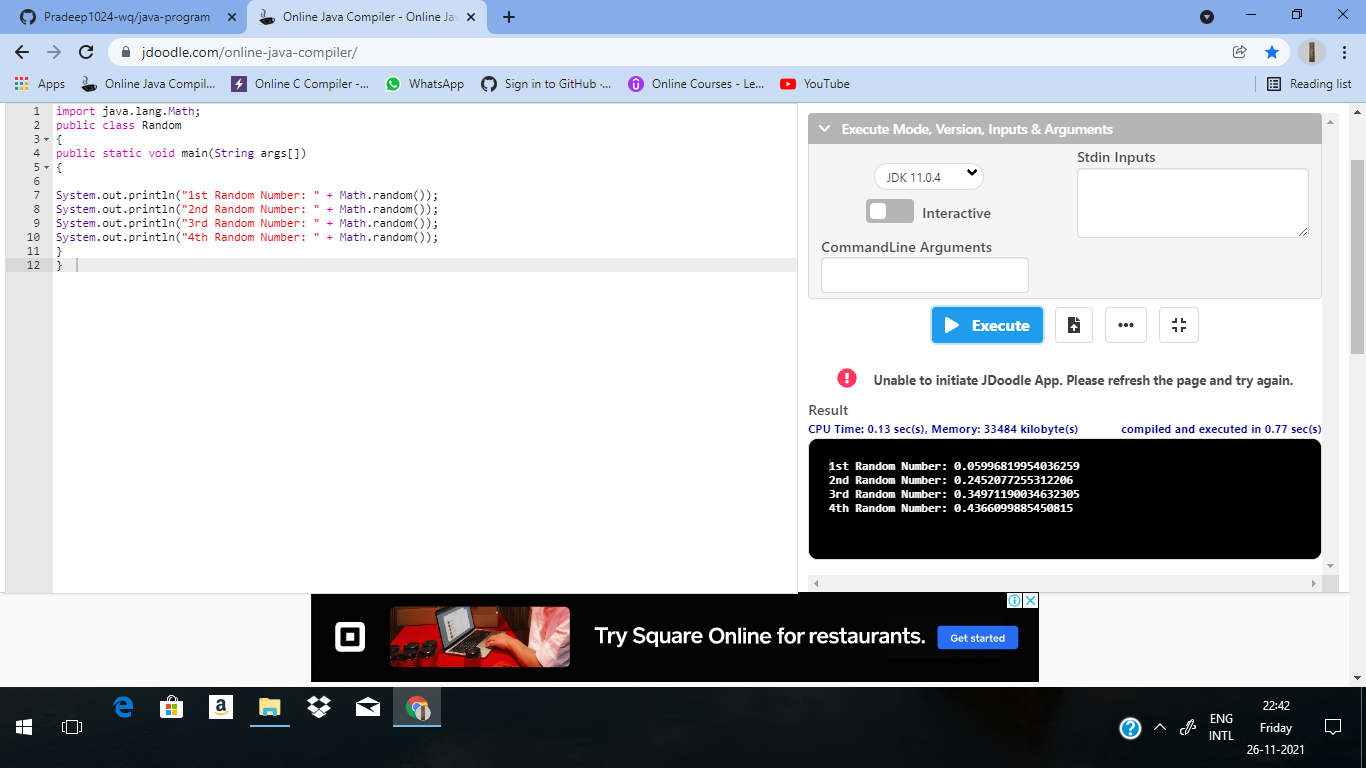 Pradeep1024-wq/java-program
Online Java Compiler - Online Ja
jdoodle.com/online-java-compiler/
Apps
Online Java Compil...
Online C Compiler -...
WhatsApp
Sign in to GitHub ·...
Online Courses - Le...
YouTube
Reading list
1 import java.lang.Math;
2 public class Random
3 {
4 public static void main(String args[])
5 {
6
7 System.out.println("1st Random Number: " + Math.random());
8 System.out.println("2nd Random Number: " + Math.random());
9 System.out.println("3rd Random Number: " + Math.random());
10 System.out.println("4th Random Number: " + Math.random());
11 }
12 }
Execute Mode, Version, Inputs & Arguments
JDK 11.0.4
Interactive
Stdin Inputs
CommandLine Arguments
Execute
Unable to initiate JDoodle App. Please refresh the page and try again.
Result
CPU Time: 0.13 sec(s), Memory: 33484 kilobyte(s)
compiled and executed in 0.77 sec(s)
1st Random Number: 0.05996819954036259
2nd Random Number: 0.2452077255312206
3rd Random Number: 0.34971190034632305
4th Random Number: 0.4366099885450815
Try Square Online for restaurants.
Get started
ENG
INTL
22:42
Friday
26-11-2021